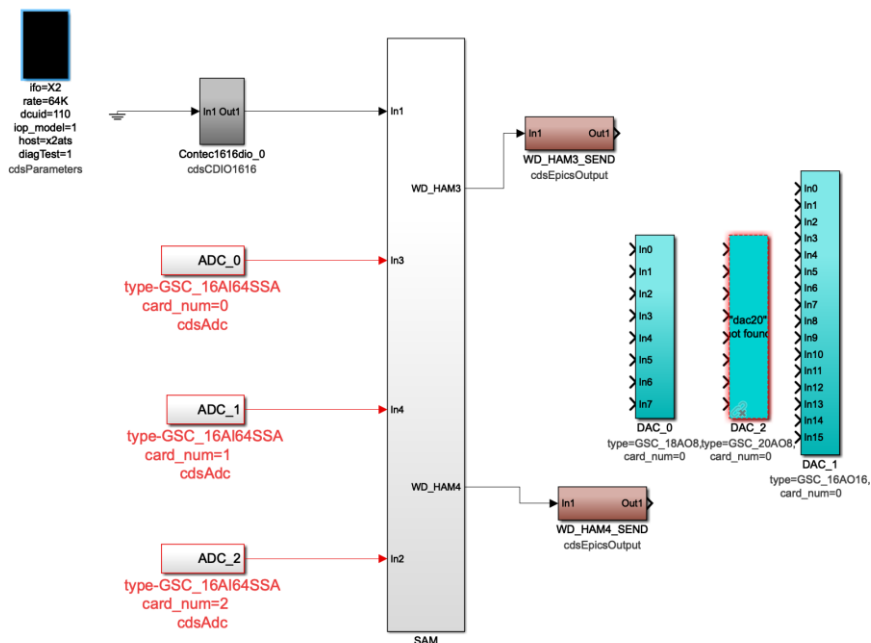 ifo=X2
rate=64K
dcuid=110
iop_model=1
host=x2ats
diagTest=1
cdsParameters
In1 Out1
Contec1616dio_0
cdsCDIO1616
ADC_0
type-GSC_16AI64SSA
card_num=0
cdsAdc
ADC_1
type-GSC_16AI64SSA
card_num=1
cdsAdc
ADC_2
type-GSC_16AI64SSA
card_num=2
cdsAdc
In1
WD_HAM3
In3
In4
WD_HAM4
In2
SAM
In1 Out1
WD_HAM3_SEND
cdsEpicsOutput
In1 Out1
WD_HAM4_SEND
cdsEpicsOutput
In0
In1
In2
In3
In4
In5
In6
In7
DAC_0
type=GSC_18AO8,
card_num=0
"dac20"
ot found
DAC_2
type=GSC_20AO8,
card_num=0
In0
In1
In2
In3
In4
In5
In6
In7
In8
In9
In10
In11
In12
In13
In14
In15
DAC_1
type=GSC_16AO16,
card_num=0